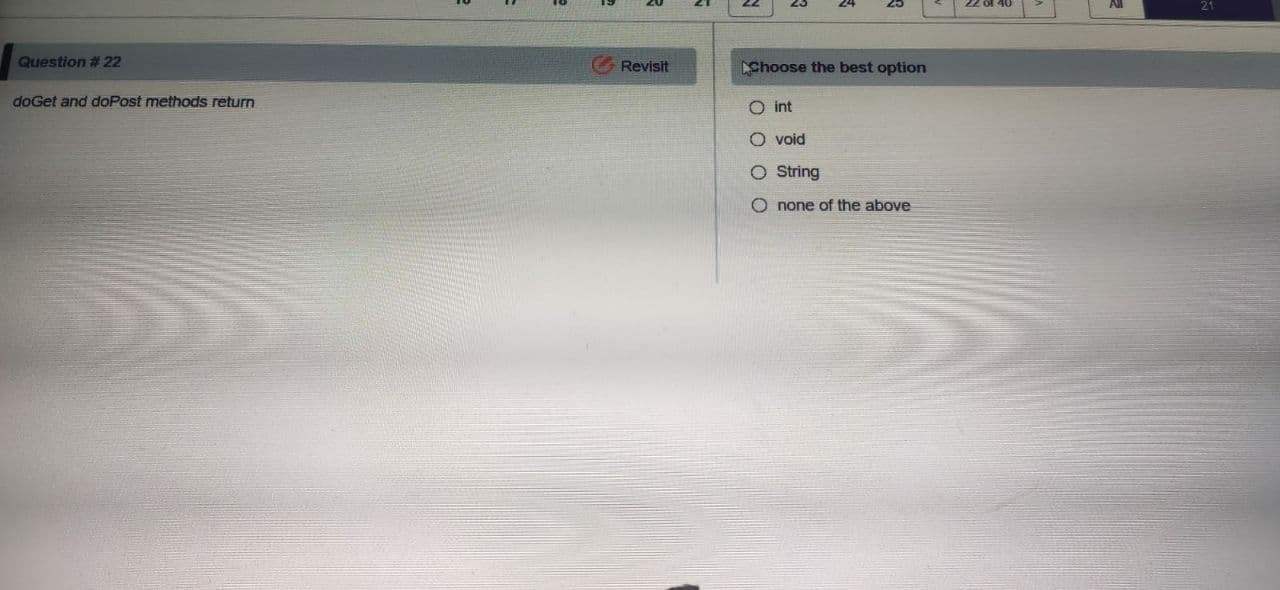 16 17 18 19 20 21 22 23 24 25 < 22 of 40 > All 21
Question # 22
Revisit
Choose the best option
doGet and doPost methods return
int
void
String
none of the above